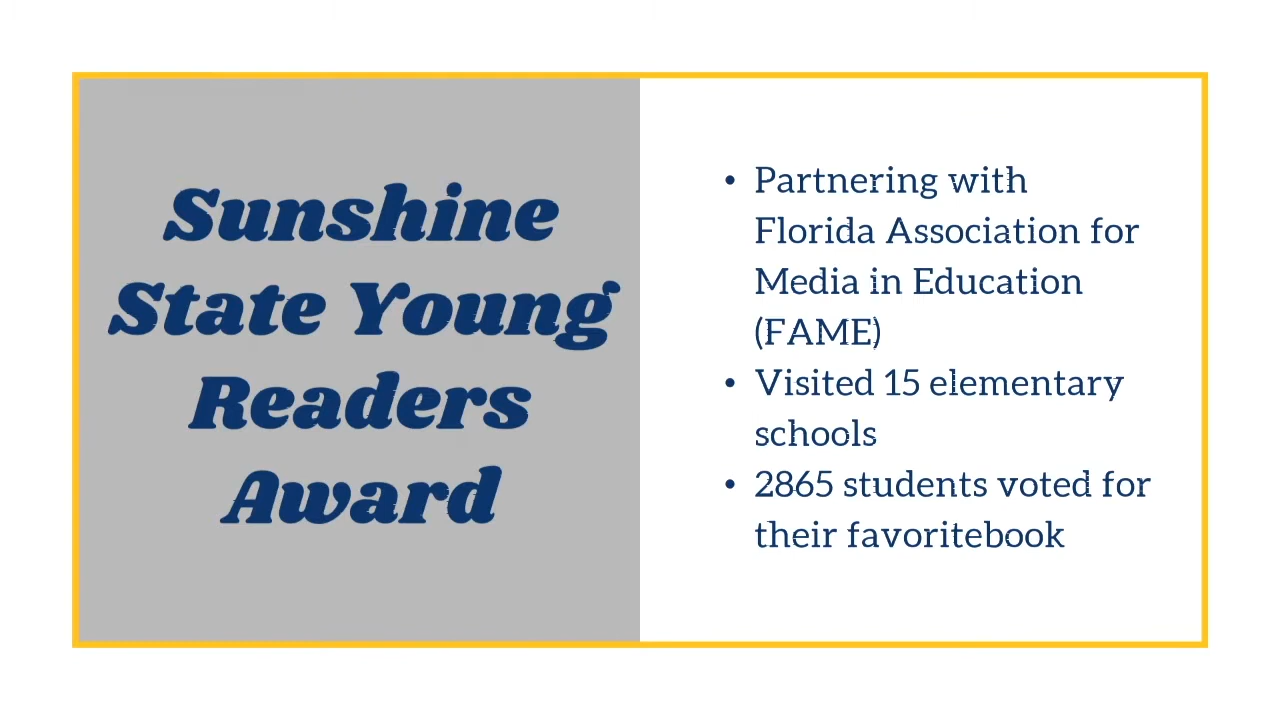 Sunshine
State Young
Readers
Award
• Partnering with
Florida Association for
Media in Education
(FAME)
• Visited 15 elementary
schools
• 2865 students voted for
their favoritebook